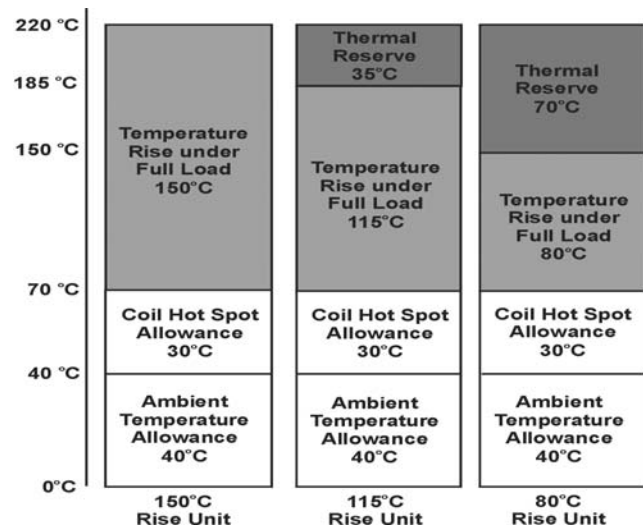 220 °C
185 °C
150 °C
70 °C
40 °C
0°C
Temperature
Rise under
Full Load
150°C
Coil Hot Spot
Allowance
30°C
Ambient
Temperature
Allowance
40°C
150°C
Rise Unit
Thermal
Reserve
35°C
Temperature
Rise under
Full Load
115°C
Coil Hot Spot
Allowance
30°C
Ambient
Temperature
Allowance
40°C
115°C
Rise Unit
Thermal
Reserve
70°C
Temperature
Rise under
Full Load
80°C
Coil Hot Spot
Allowance
30°C
Ambient
Temperature
Allowance
40°C
80°C
Rise Unit